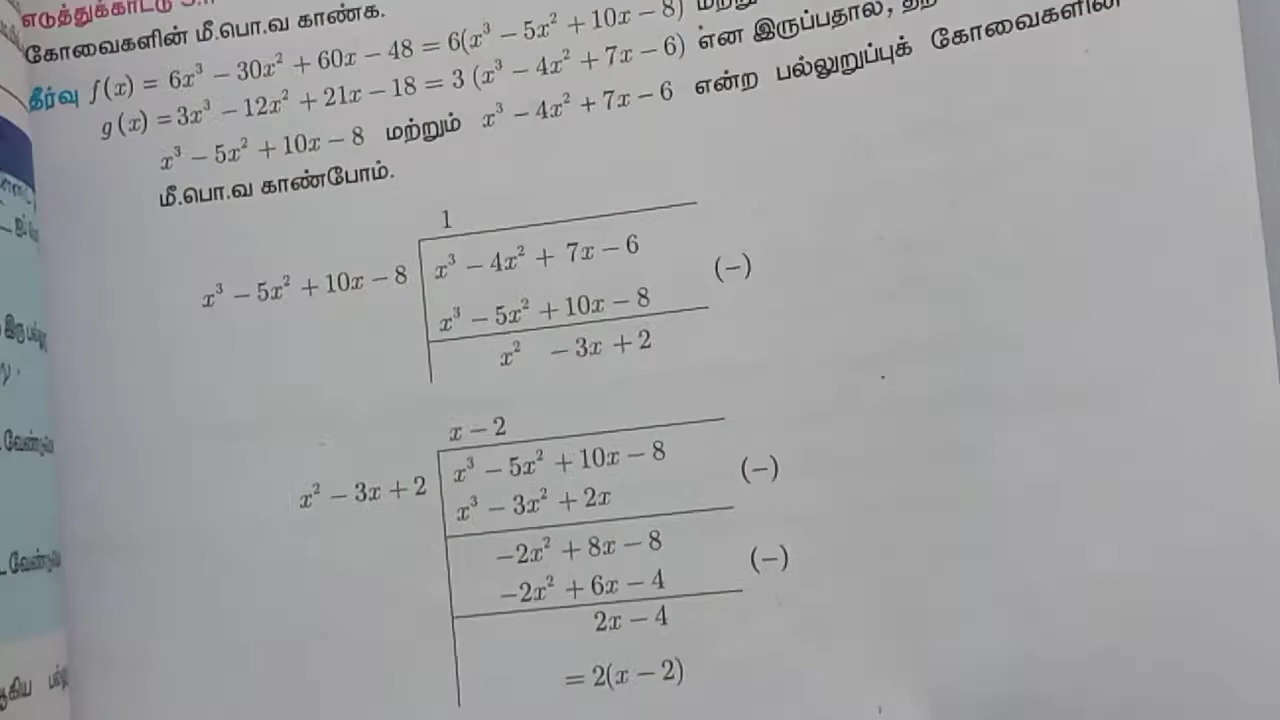 எடுத்துக்காட்டு
கோவைகளின் மீ.பொ.வ காண்க.
தீர்வு f(x) = 6x³ − 30x² + 60x − 48 = 6(x³ − 5x² + 10x − 8) மற்று
g(x) = 3x³ − 12x² + 21x − 18 = 3 (x³ − 4x² + 7x − 6) என இருப்பதால்,
x³ − 5x² + 10x − 8 மற்றும் x³ − 4x² + 7x − 6 என்ற பல்லுறுப்புக் கோவைகளின்
மீ.பொ.வ காண்போம்.
1
x³ − 5x² + 10x − 8 x³ − 4x² + 7x − 6
(−)
x³ − 5x² + 10x − 8
x² − 3x + 2
x − 2
x² − 3x + 2 x³ − 5x² + 10x − 8
(−)
x³ − 3x² + 2x
−2x² + 8x − 8
(−)
−2x² + 6x − 4
2x − 4
= 2(x − 2)